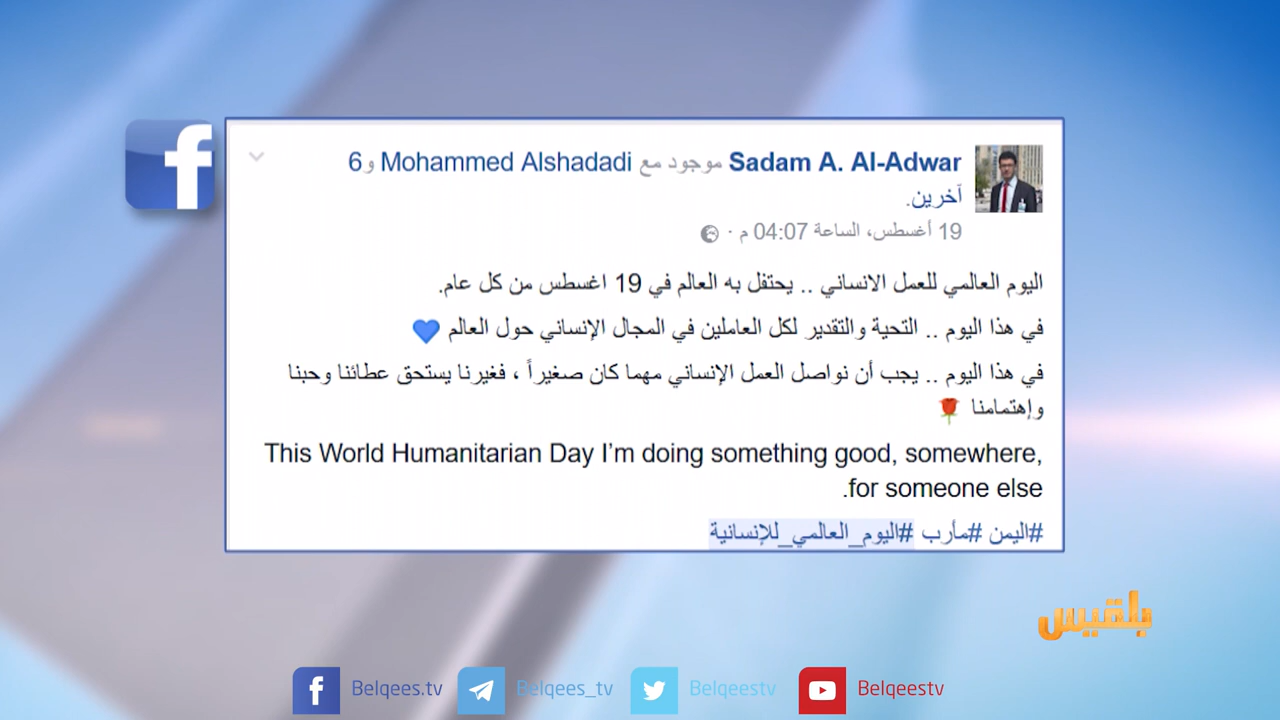 Sadam A. Al-Adwar موجود مع Mohammed Alshadadi و6
آخرين.
19 أغسطس، الساعة 04:07 م ·
اليوم العالمي للعمل الانساني .. يحتفل به العالم في 19 اغسطس من كل عام.
في هذا اليوم .. التحية والتقدير لكل العاملين في المجال الإنساني حول العالم 💙
في هذا اليوم .. يجب أن نواصل العمل الإنساني مهما كان صغيراً ، فغيرنا يستحق عطائنا وحبنا
وإهتمامنا 🌹
This World Humanitarian Day I’m doing something good, somewhere,
.for someone else
#اليمن #مأرب #اليوم_العالمي_للإنسانية
بلقيس
Belqees.tv Belqees_tv Belqeestv Belqeestv